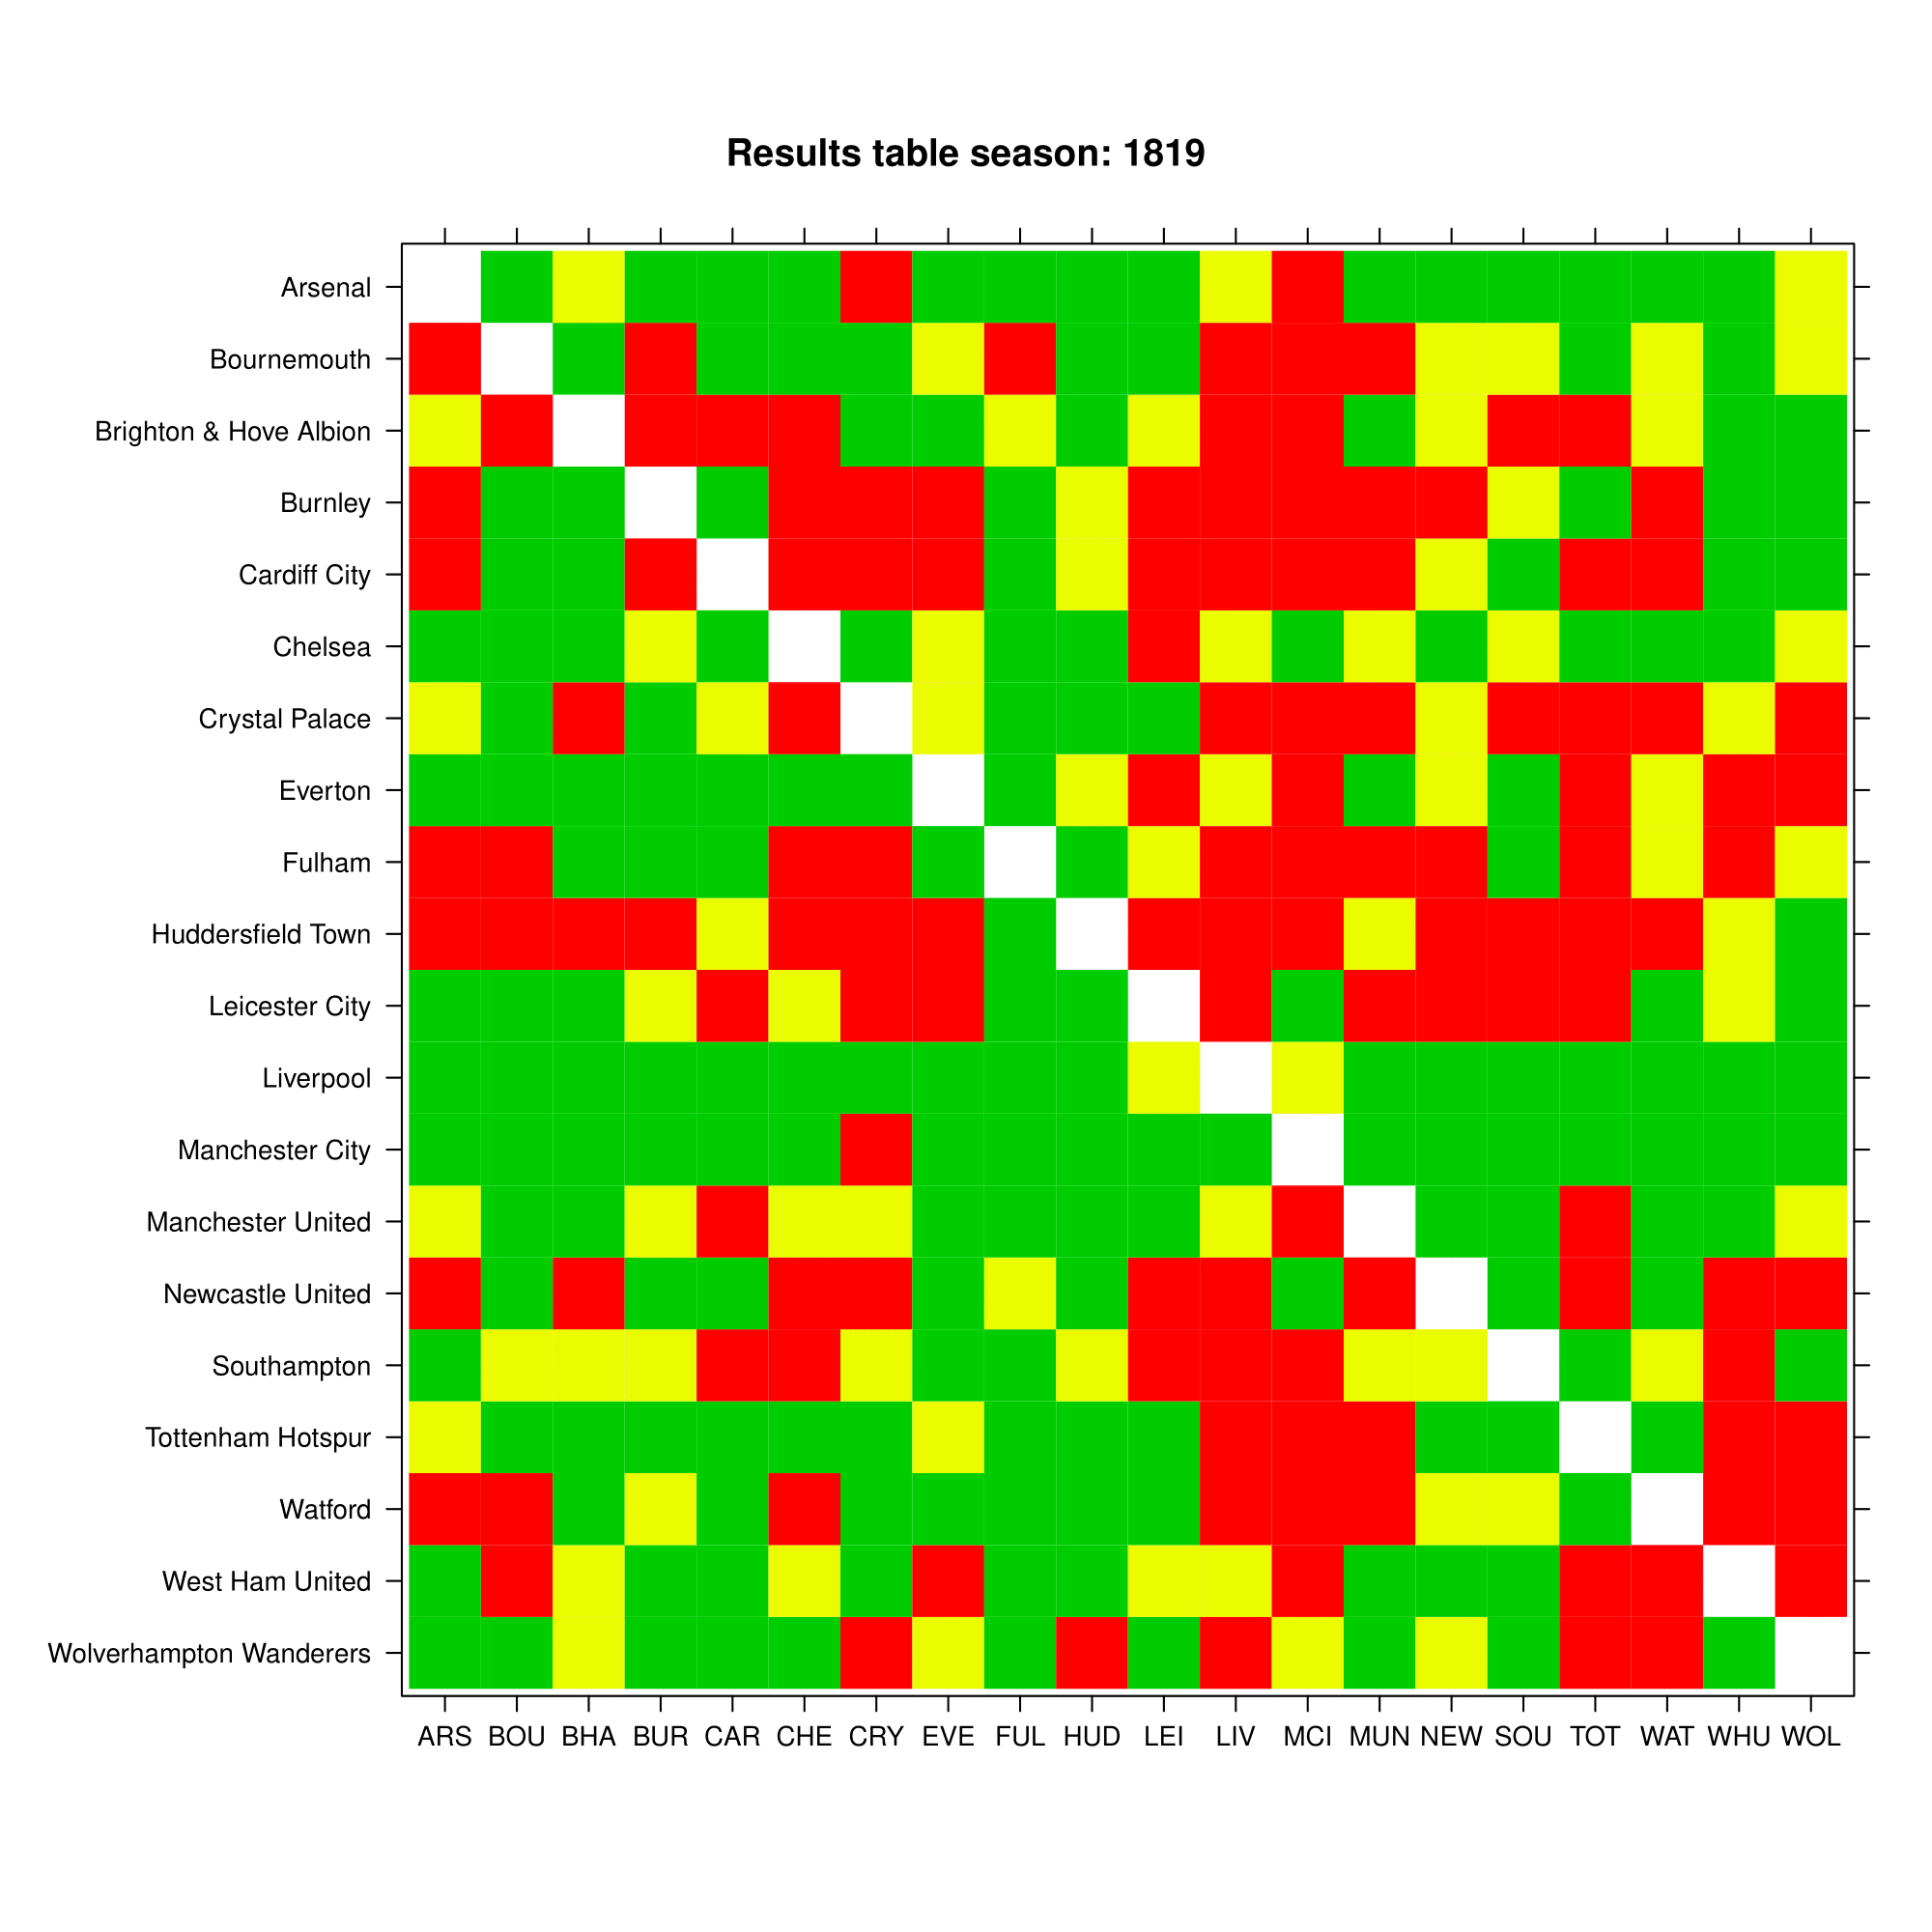 Results table season: 1819
Arsenal
Bournemouth
Brighton & Hove Albion
Burnley
Cardiff City
Chelsea
Crystal Palace
Everton
Fulham
Huddersfield Town
Leicester City
Liverpool
Manchester City
Manchester United
Newcastle United
Southampton
Tottenham Hotspur
Watford
West Ham United
Wolverhampton Wanderers
ARS BOU BHA BUR CAR CHE CRY EVE FUL HUD LEI LIV MCI MUN NEW SOU TOT WAT WHU WOL